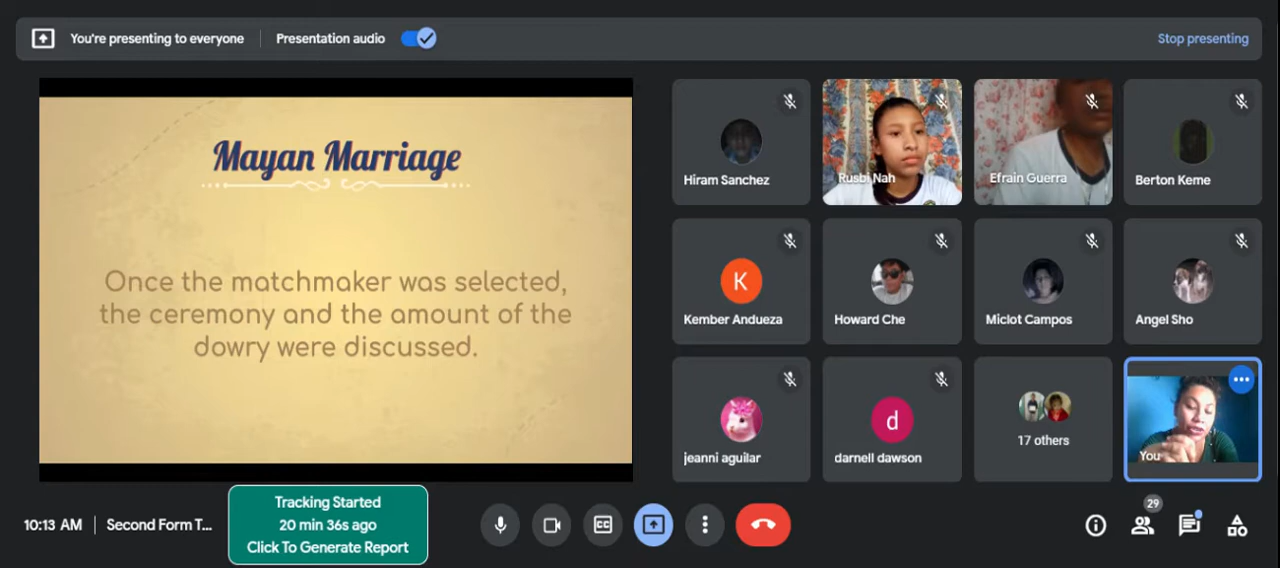 You're presenting to everyone
Presentation audio
Stop presenting
Mayan Marriage
Once the matchmaker was selected,
the ceremony and the amount of the
dowry were discussed.
Hiram Sanchez
Rusbi Nah
Efrain Guerra
Berton Keme
K
Kember Andueza
Howard Che
Miclot Campos
Angel Sho
jeanni aguilar
d
darnell dawson
17 others
You
10:13 AM
Second Form T...
Tracking Started
20 min 36s ago
Click To Generate Report
CC
29